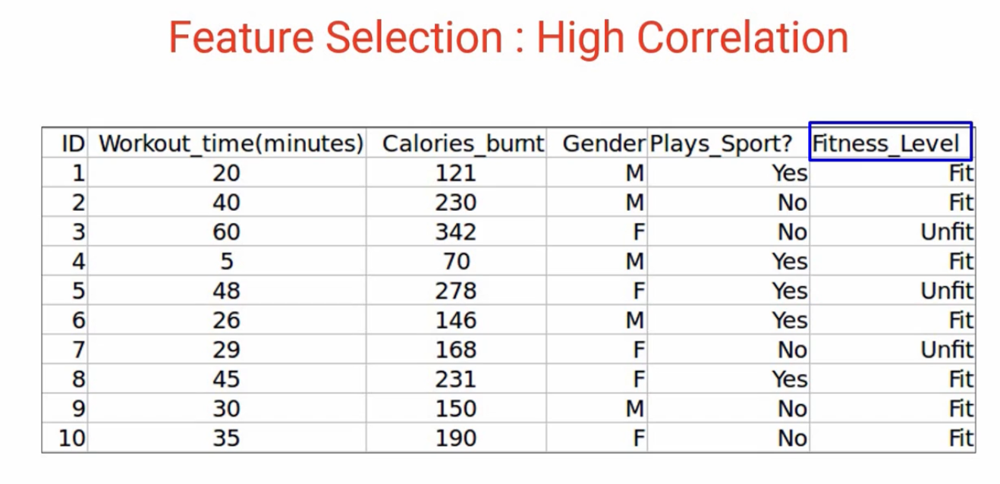 Feature Selection : High Correlation
ID Workout_time(minutes) Calories_burnt Gender Plays_Sport? Fitness_Level
1 20 121 M Yes Fit
2 40 230 M No Fit
3 60 342 F No Unfit
4 5 70 M Yes Fit
5 48 278 F Yes Unfit
6 26 146 M Yes Fit
7 29 168 F No Unfit
8 45 231 F Yes Fit
9 30 150 M No Fit
10 35 190 F No Fit